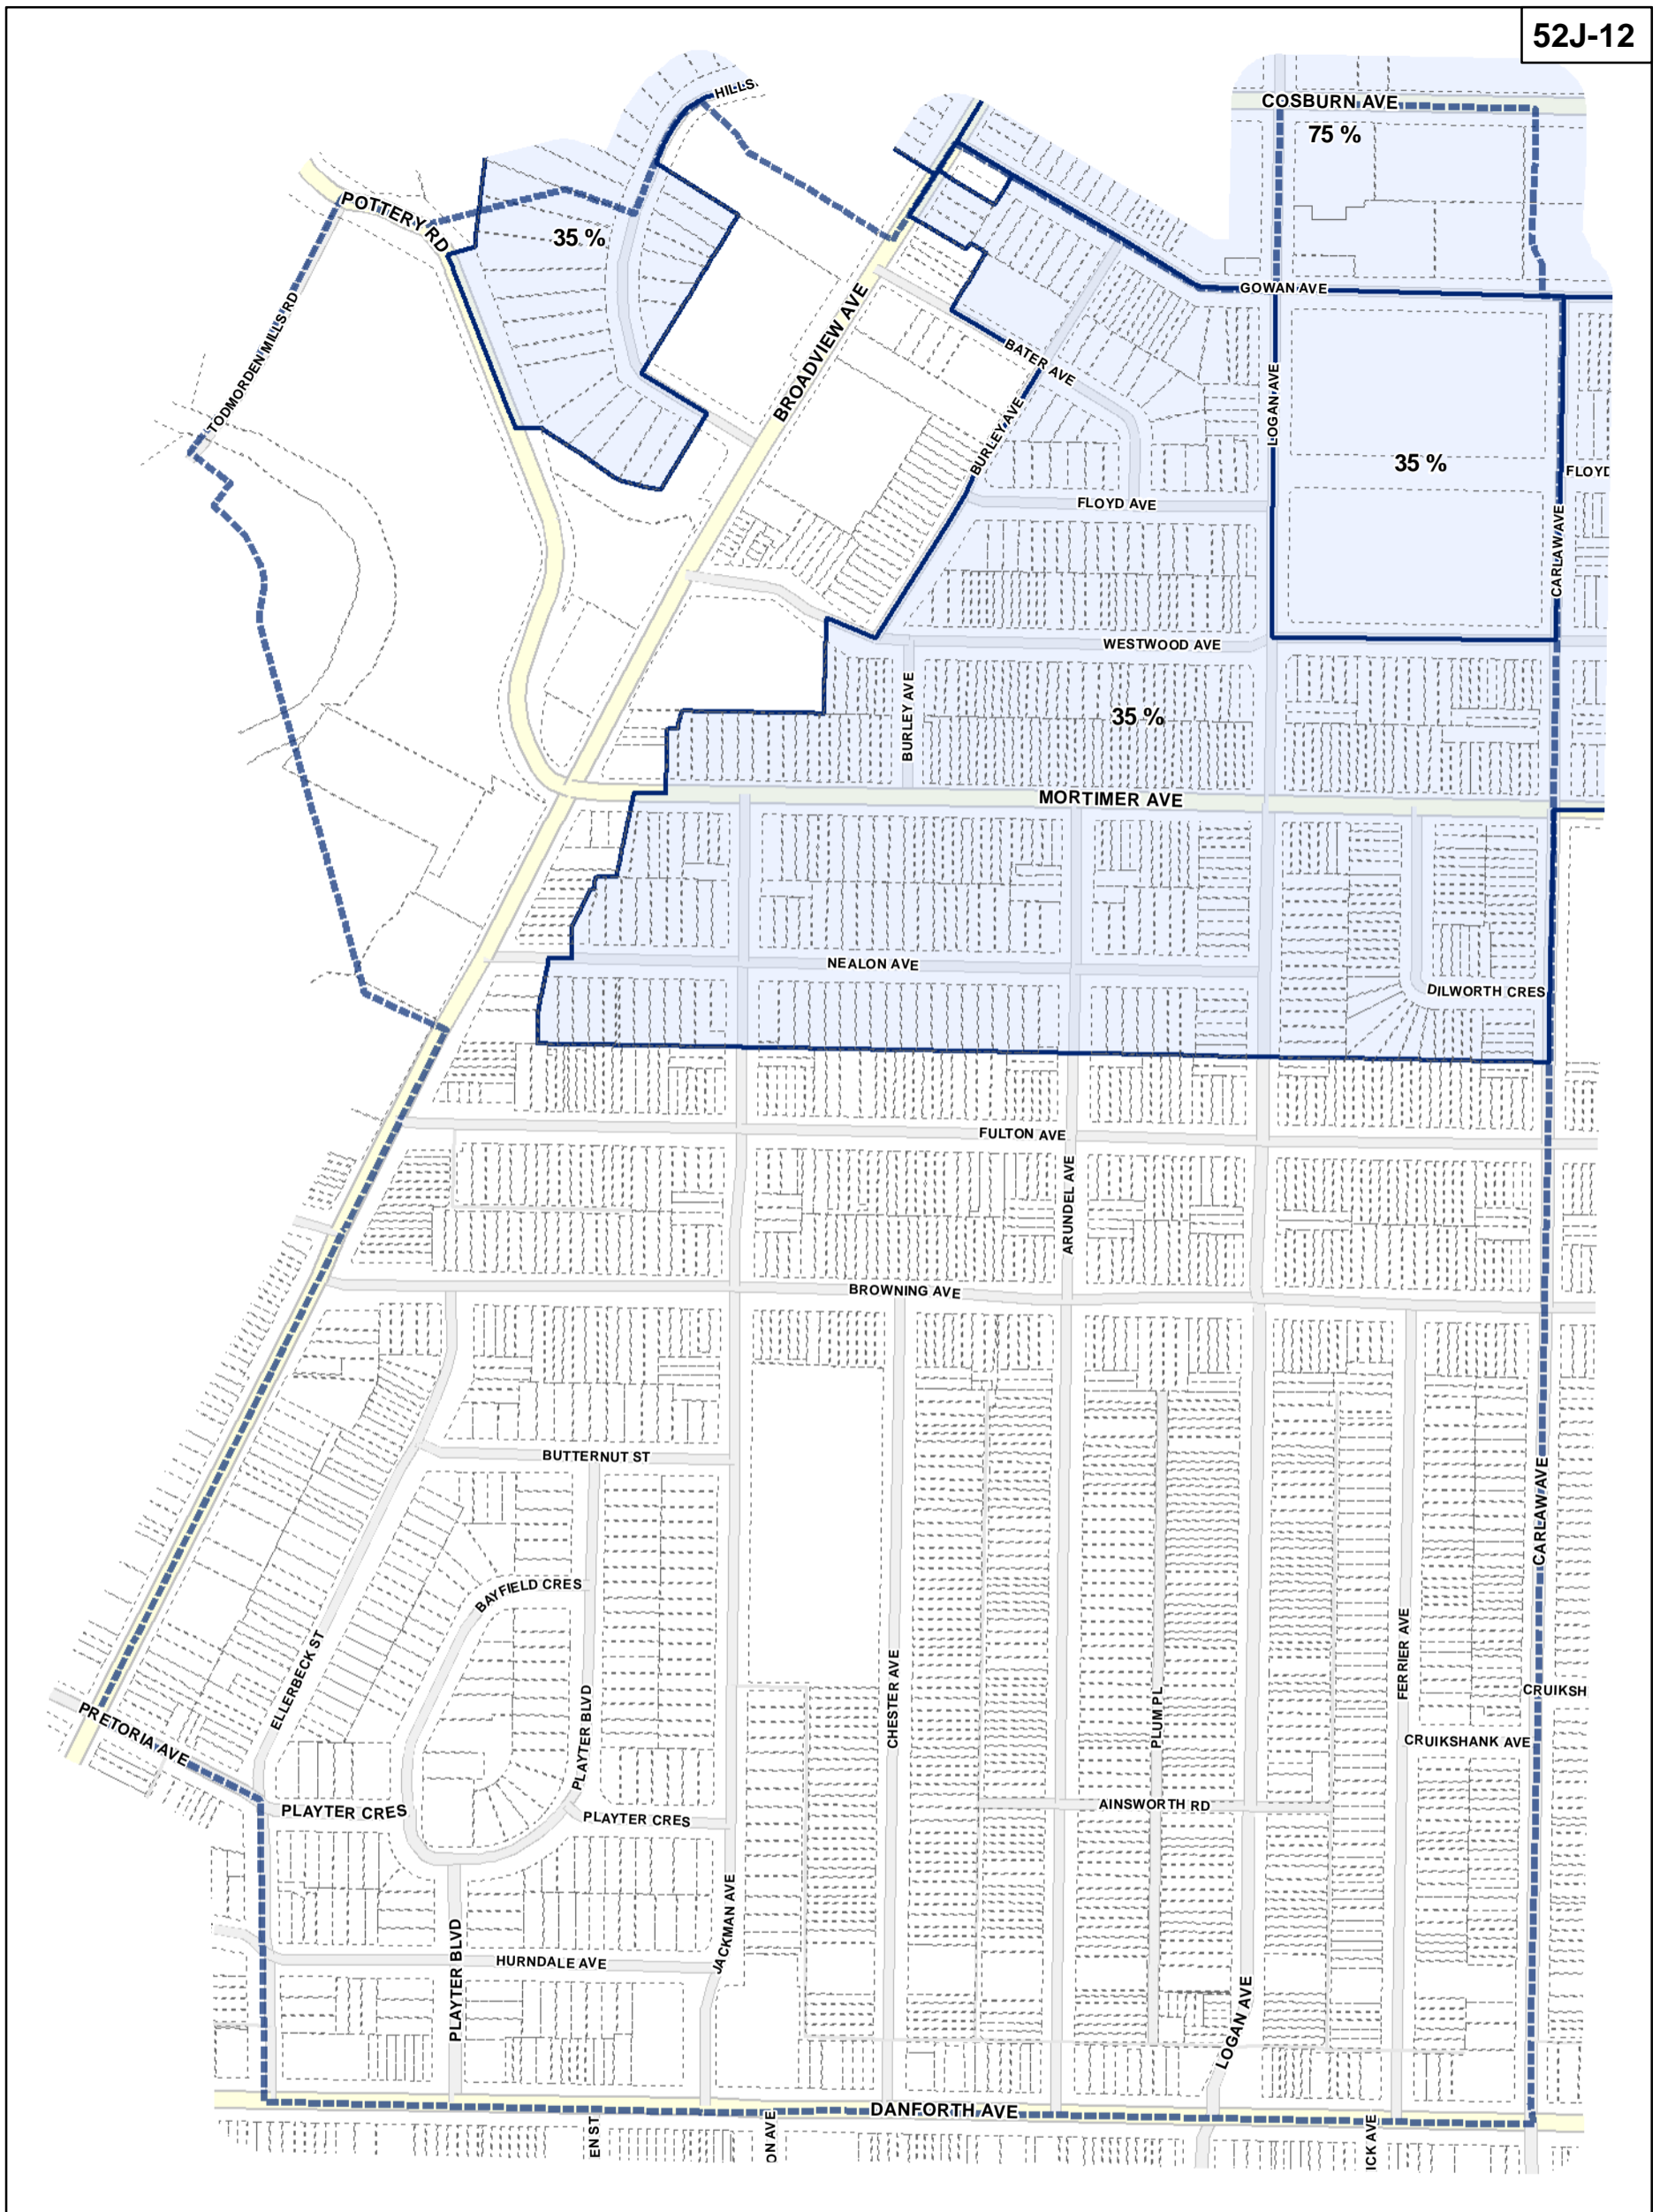 52J-12
HILLS
COSBURN AVE
75 %
POTTERY RD
35 %
GOWAN AVE
TODMORDEN MILLS RD
BROADVIEW AVE
BATER AVE
LOGAN AVE
BURLEY AVE
35 %
FLOYD
FLOYD AVE
CARLAW AVE
WESTWOOD AVE
BURLEY AVE
35 %
MORTIMER AVE
NEALON AVE
DILWORTH CRES
FULTON AVE
ARUNDEL AVE
BROWNING AVE
BUTTERNUT ST
CARLAW AVE
BAYFIELD CRES
ELLERBECK ST
FERRIER AVE
CHESTER AVE
PLAYTER BLVD
PLUM PL
CRUIKSH
PRETORIA AVE
CRUIKSHANK AVE
PLAYTER CRES
PLAYTER CRES
AINSWORTH RD
JACKMAN AVE
PLAYTER BLVD
HURNDALE AVE
LOGAN AVE
DANFORTH AVE
EN ST
ON AVE
ICK AVE